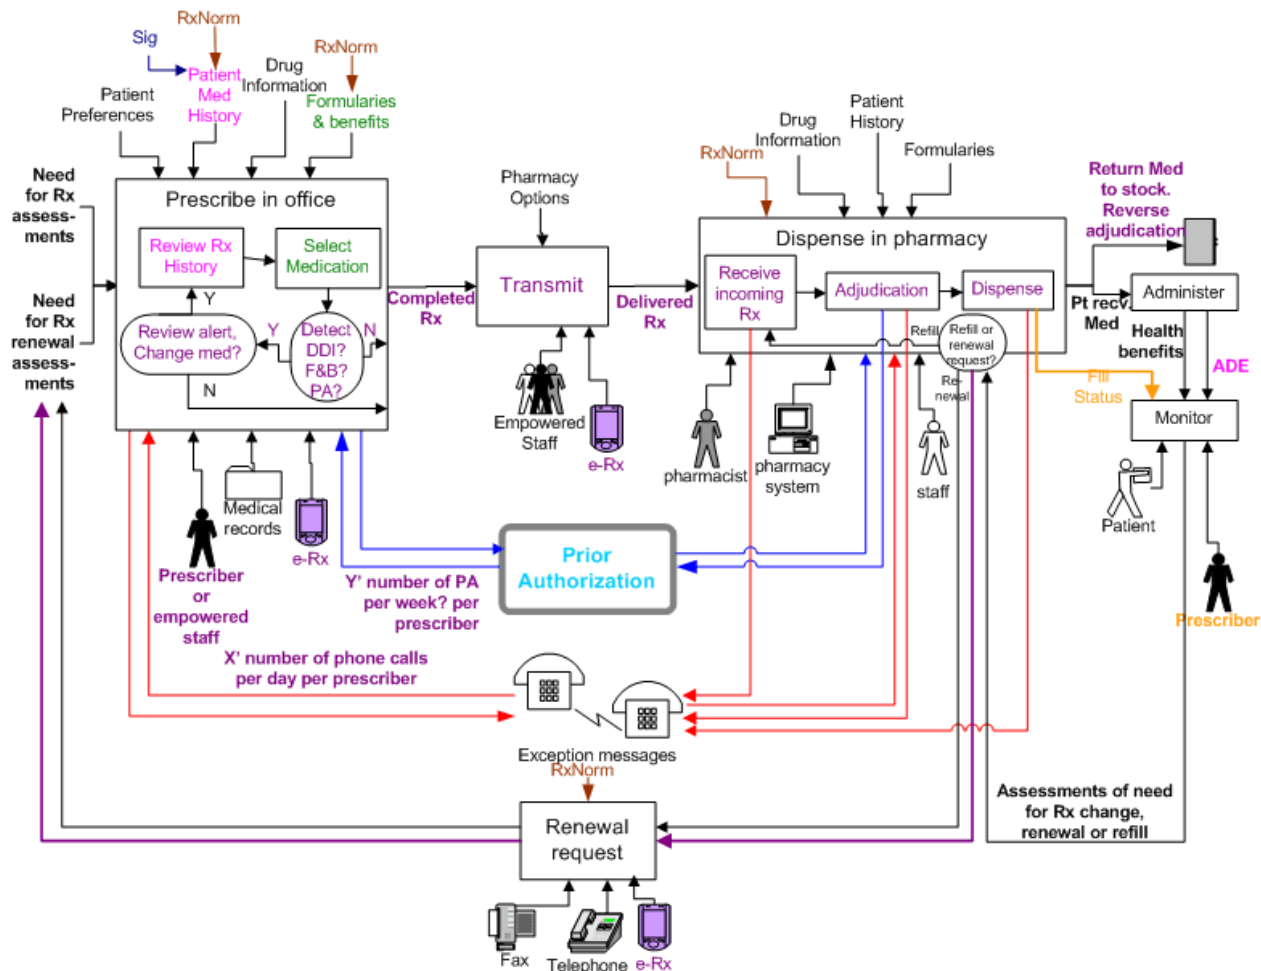 RxNorm
Sig
Patient
Med
History
Drug
Information
RxNorm
Formularies
& benefits
Patient
Preferences
Need
for Rx
assess-
ments
Need
for Rx
renewal
assess-
ments
Prescribe in office
Review Rx
History
Select
Medication
Y
Review alert,
Change med?
Y
Detect
DDI?
F&B?
PA?
N
N
Completed
Rx
Pharmacy
Options
Transmit
Delivered
Rx
Empowered
Staff
e-Rx
RxNorm
Drug
Information
Patient
History
Formularies
Dispense in pharmacy
Receive
incoming
Rx
Adjudication
Dispense
Refill
Refill or
renewal
request?
Re-
newal
Return Med
to stock.
Reverse
adjudication
Pt recv.
Med
Administer
Health
benefits
ADE
Fill
Status
Monitor
Patient
Prescriber
pharmacist
pharmacy
system
staff
Prescriber
or
empowered
staff
Medical
records
e-Rx
Prior
Authorization
Y' number of PA
per week? per
prescriber
X' number of phone calls
per day per prescriber
Exception messages
RxNorm
Renewal
request
Fax
Telephone
e-Rx
Assessments of need
for Rx change,
renewal or refill